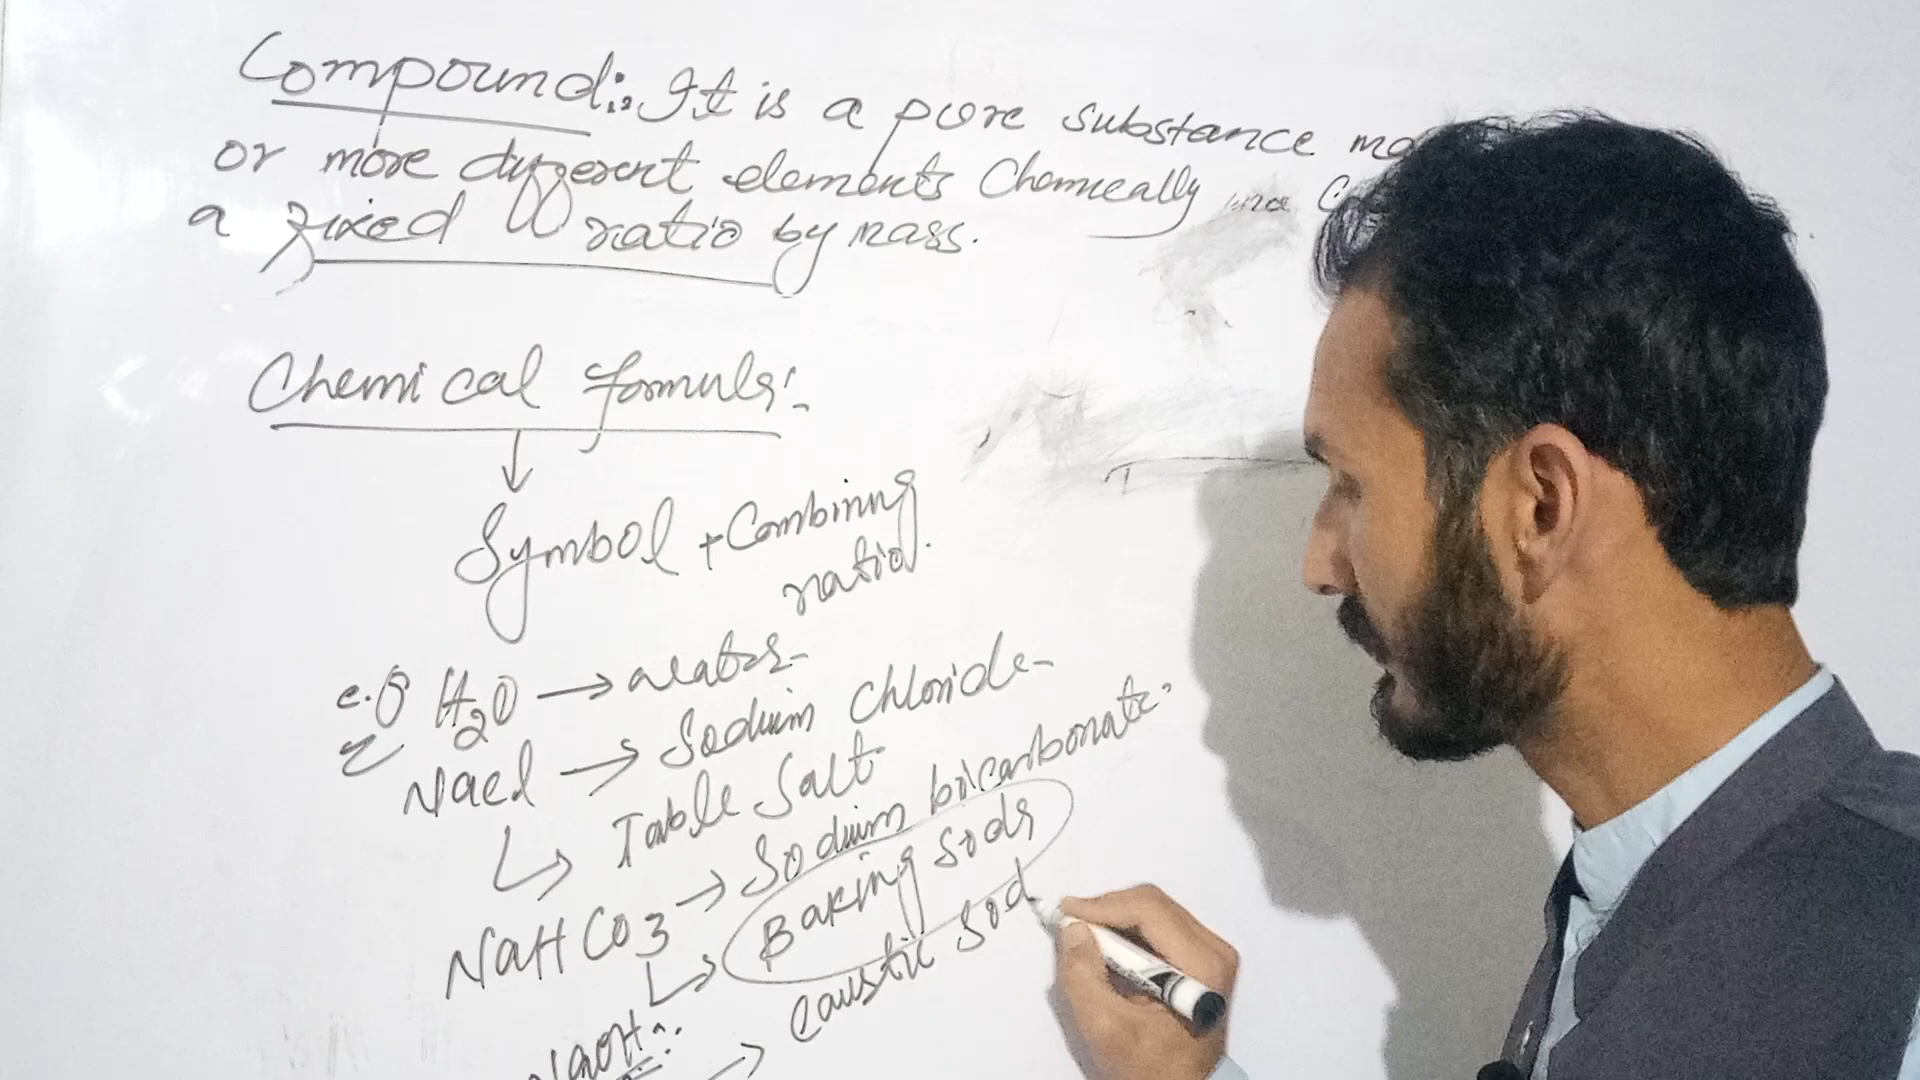 Compound:. It is a pure substance
or more different elements Chemically
a fixed ratio by mass.
Chemical formula:-
Symbol + Combining
ratio.
e.g H2O → water-
NaCl → Sodium Chloride-
Table Salt
NaHCO3 → Sodium bicarbonate:
Baking Soda
NaOH
→ Caustic Sod